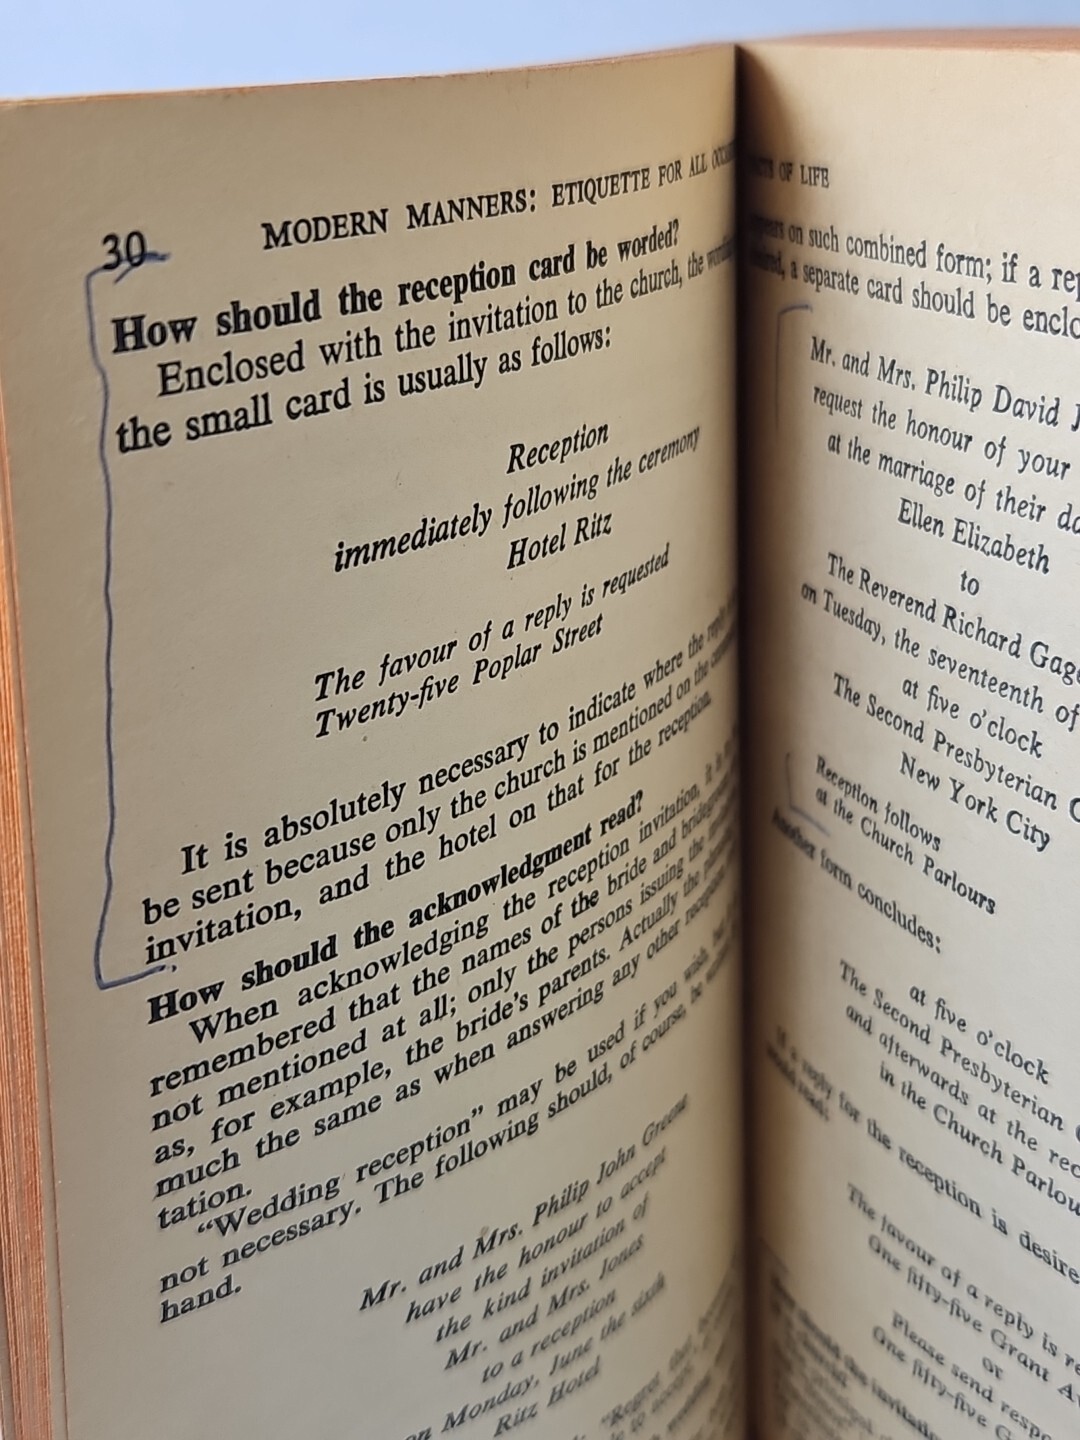 30 MODERN MANNERS: ETIQUETTE FOR ALL
How should the reception card be worded?
Enclosed with the invitation to the church, the wording
the small card is usually as follows:
Reception
immediately following the ceremony
Hotel Ritz
The favour of a reply is requested
Twenty-five Poplar Street
It is absolutely necessary to indicate where the reply
be sent because only the church is mentioned on the
invitation, and the hotel on that for the reception.
How should the acknowledgment read?
When acknowledging the reception invitation, it is
remembered that the names of the bride and
not mentioned at all; only the persons issuing the
as, for example, the bride's parents. Actually the
much the same as when answering any other
tation.
"Wedding reception" may be used if you wish, but
not necessary. The following should, of course, be
hand.
Mr. and Mrs. Philip John Greene
have the honour to accept
the kind invitation of
Mr. and Mrs. Jones
to a reception
on Monday, June the sixth
Ritz Hotel
"Regret that
OF LIFE
on such combined form; if a
a separate card should be
Mr. and Mrs. Philip David
request the honour of your
at the marriage of their
Ellen Elizabeth
to
The Reverend Richard
on Tuesday, the seventeenth of
at five o'clock
The Second Presbyterian
New York City
Reception follows
at the Church Parlours
Another form concludes:
at five o'clock
The Second Presbyterian
and afterwards at the
in the Church
If a reply for the reception is
The favour of a reply is
One fifty-five Grant
or
Please send
One fifty-five